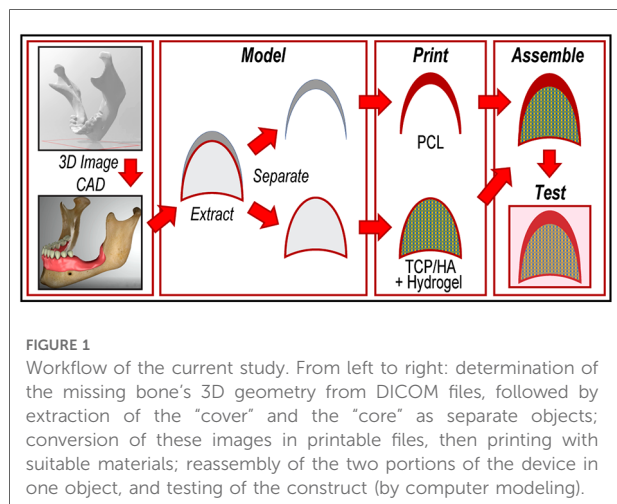 Model
Print
Assemble
3D Image
CAD
Extract
Separate
PCL
TCP/HA
+ Hydrogel
Test
FIGURE 1
Workflow of the current study. From left to right: determination of
the missing bone's 3D geometry from DICOM files, followed by
extraction of the "cover" and the "core" as separate objects;
conversion of these images in printable files, then printing with
suitable materials; reassembly of the two portions of the device in
one object, and testing of the construct (by computer modeling).